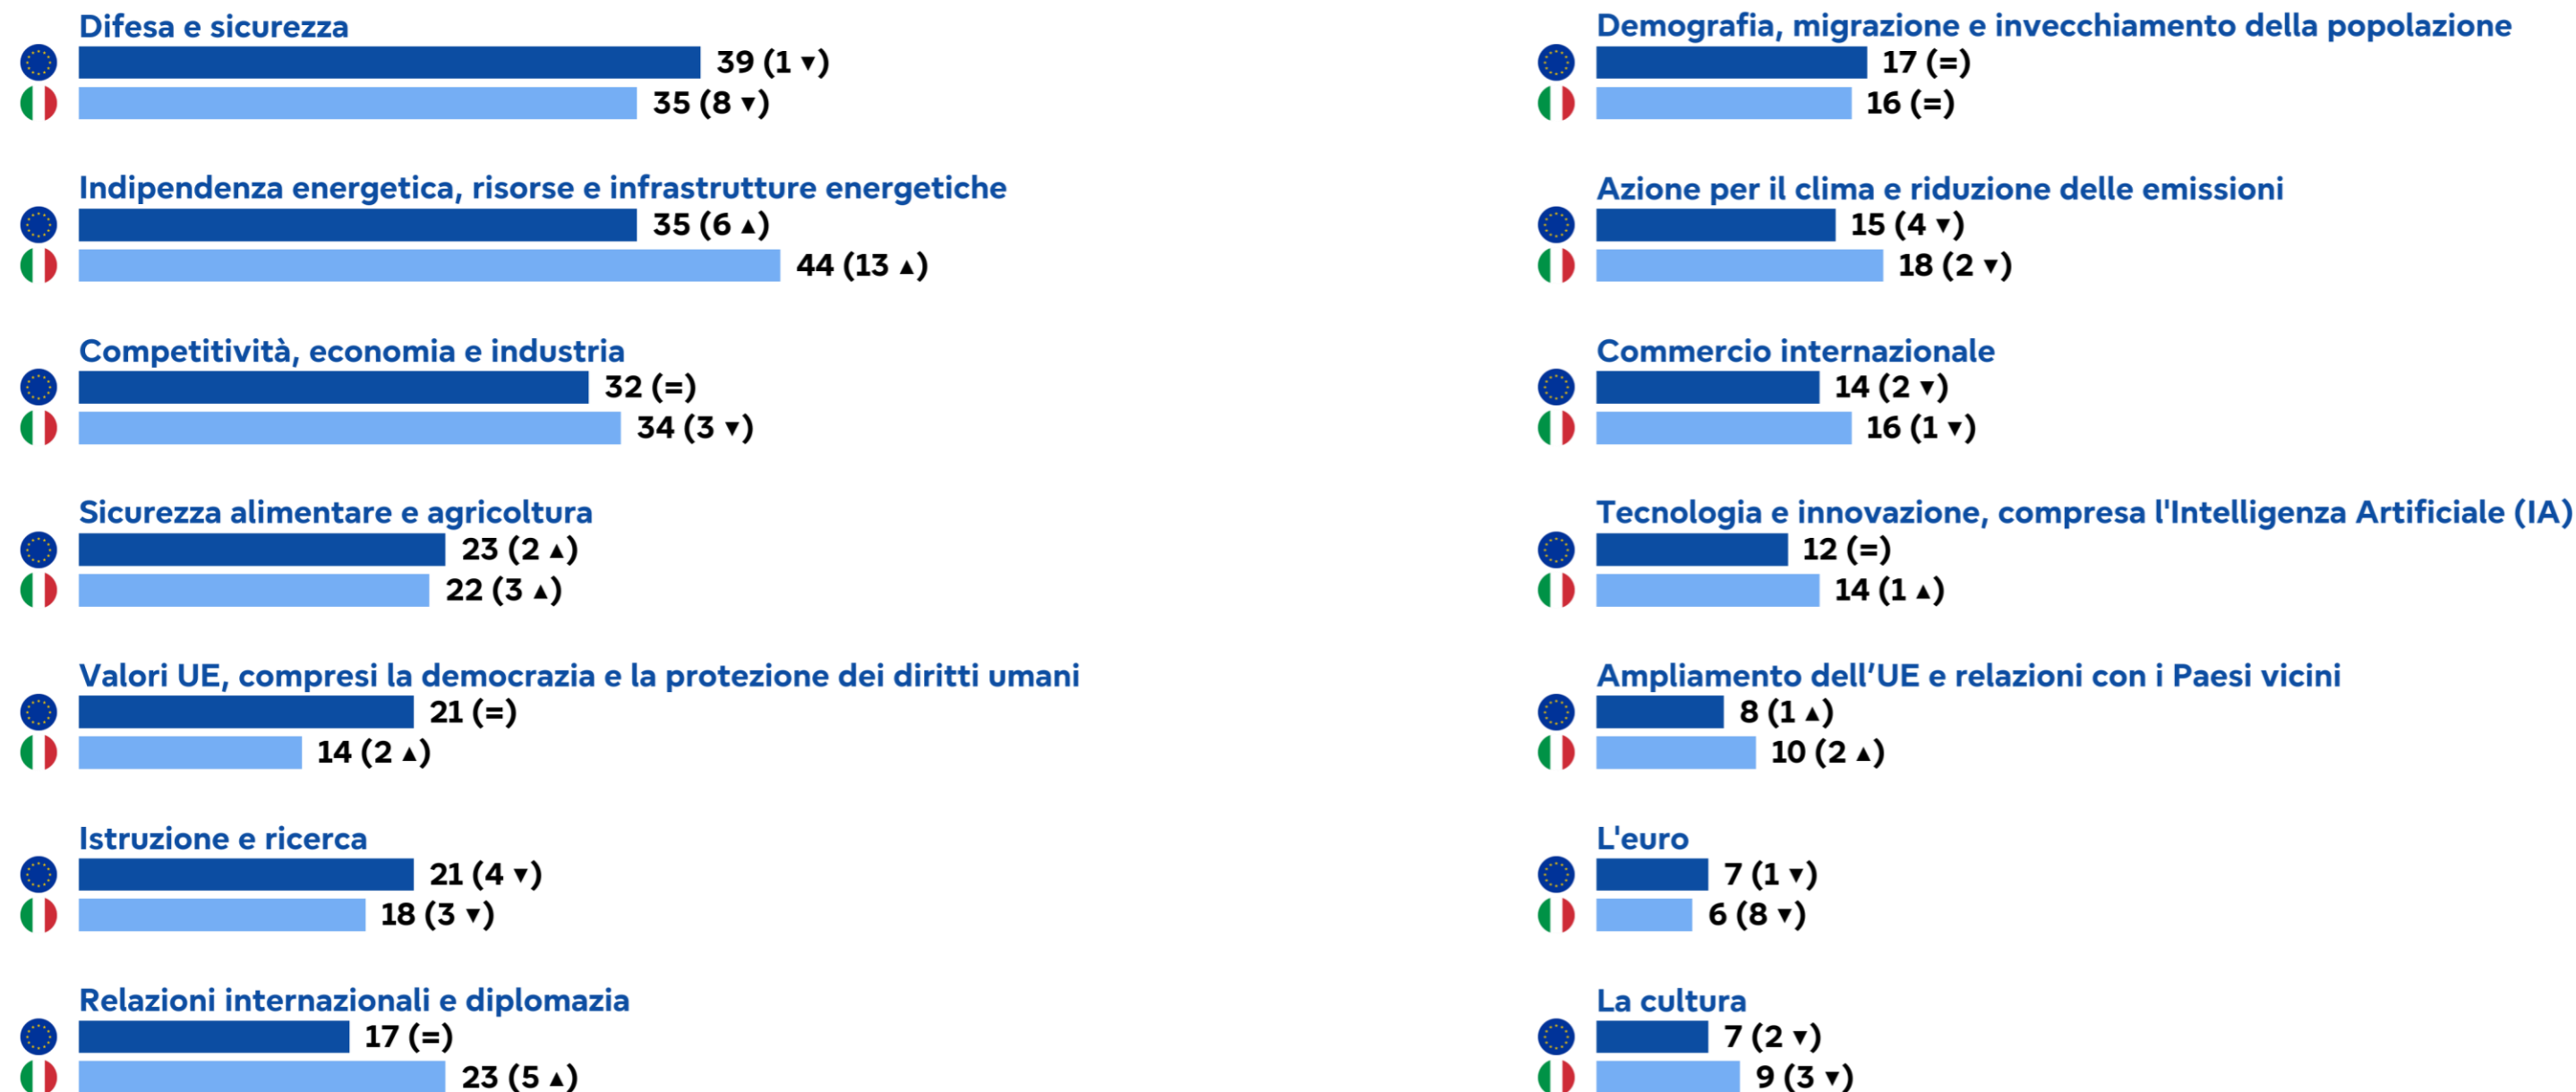 Difesa e sicurezza
39 (1 ▼)
35 (8 ▼)
Indipendenza energetica, risorse e infrastrutture energetiche
35 (6 ▲)
44 (13 ▲)
Competitività, economia e industria
32 (=)
34 (3 ▼)
Sicurezza alimentare e agricoltura
23 (2 ▲)
22 (3 ▲)
Valori UE, compresi la democrazia e la protezione dei diritti umani
21 (=)
14 (2 ▲)
Istruzione e ricerca
21 (4 ▼)
18 (3 ▼)
Relazioni internazionali e diplomazia
17 (=)
23 (5 ▲)
Demografia, migrazione e invecchiamento della popolazione
17 (=)
16 (=)
Azione per il clima e riduzione delle emissioni
15 (4 ▼)
18 (2 ▼)
Commercio internazionale
14 (2 ▼)
16 (1 ▼)
Tecnologia e innovazione, compresa l'Intelligenza Artificiale (IA)
12 (=)
14 (1 ▲)
Ampliamento dell’UE e relazioni con i Paesi vicini
8 (1 ▲)
10 (2 ▲)
L'euro
7 (1 ▼)
6 (8 ▼)
La cultura
7 (2 ▼)
9 (3 ▼)